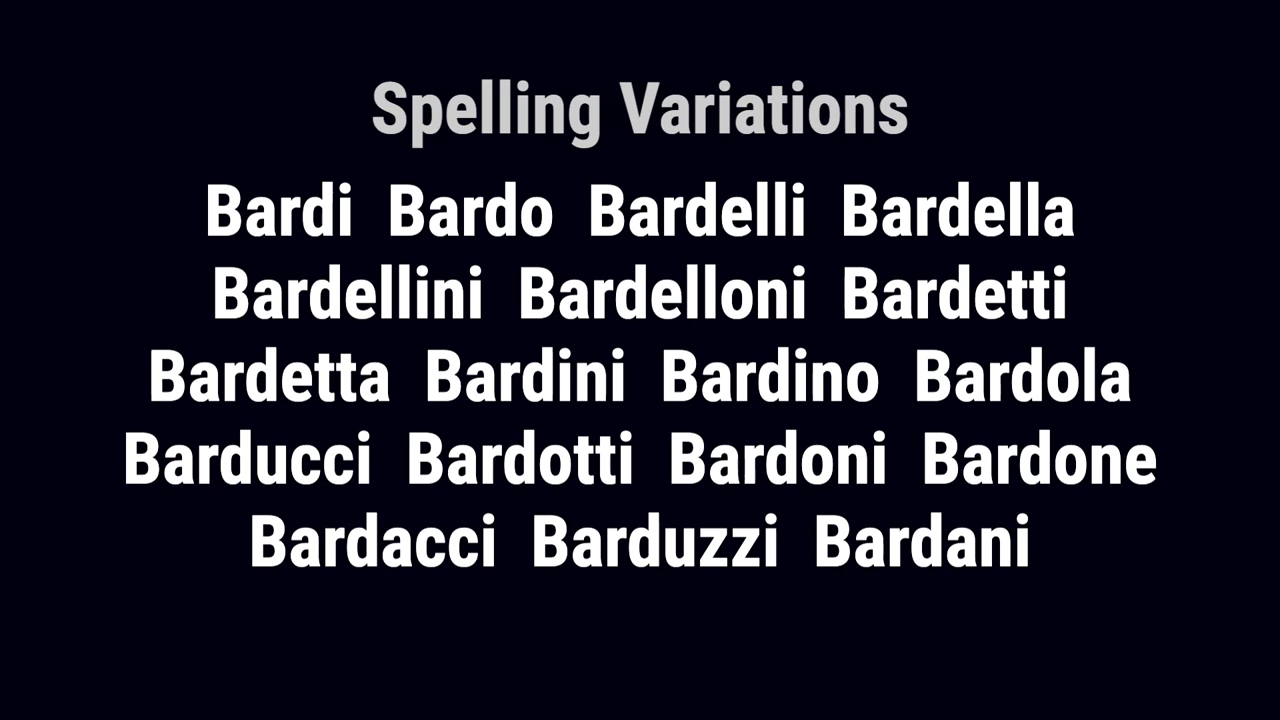 Spelling Variations
Bardi Bardo Bardelli Bardella
Bardellini Bardelloni Bardetti
Bardetta Bardini Bardino Bardola
Barducci Bardotti Bardoni Bardone
Bardacci Barduzzi Bardani